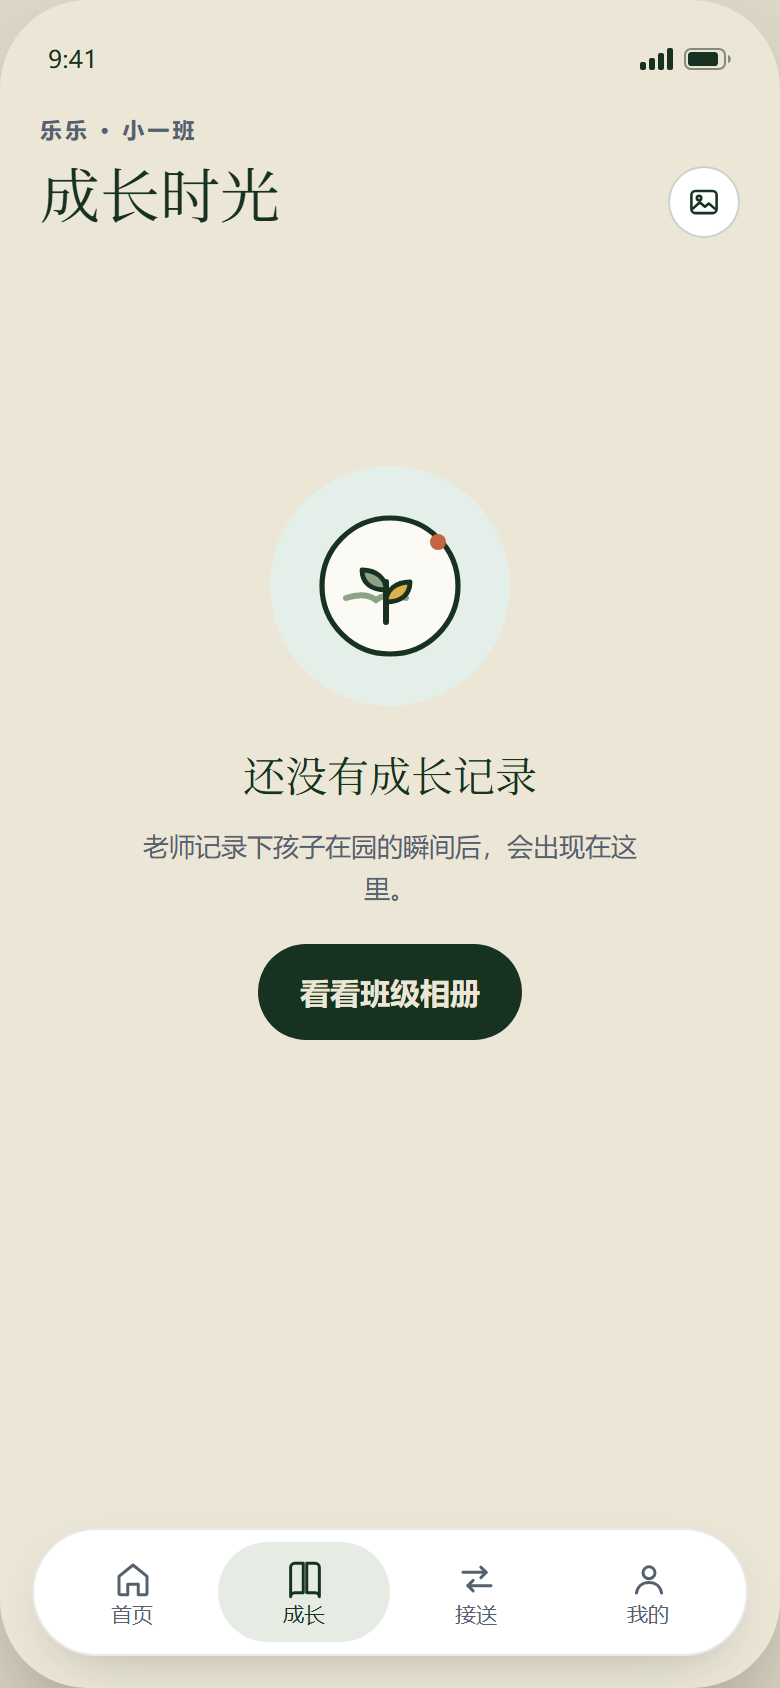 9:41
乐乐 · 小一班
成长时光
还没有成长记录
老师记录下孩子在园的瞬间后，会出现在这
里。
看看班级相册
首页
成长
接送
我的